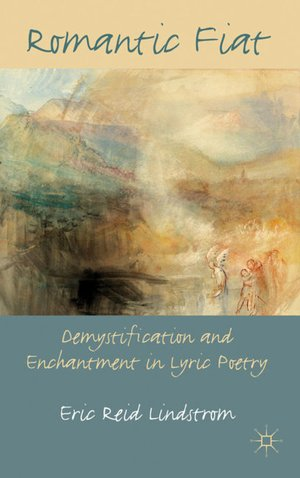 Romantic Fiat
Demystification and
Enchantment in Lyric Poetry
Eric Reid Lindstrom